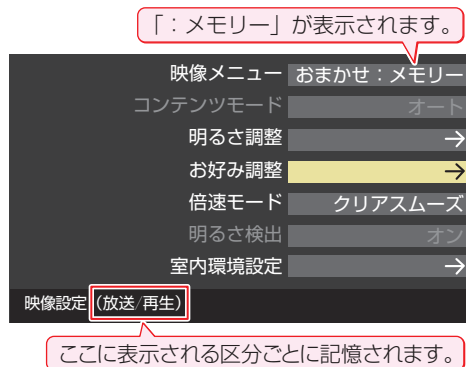 「：メモリー」が表示されます。
映像メニュー おまかせ：メモリー
コンテンツモード オート
明るさ調整 →
お好み調整 →
倍速モード クリアスムーズ
明るさ検出 オン
室内環境設定 →
映像設定（放送/再生）
ここに表示される区分ごとに記憶されます。